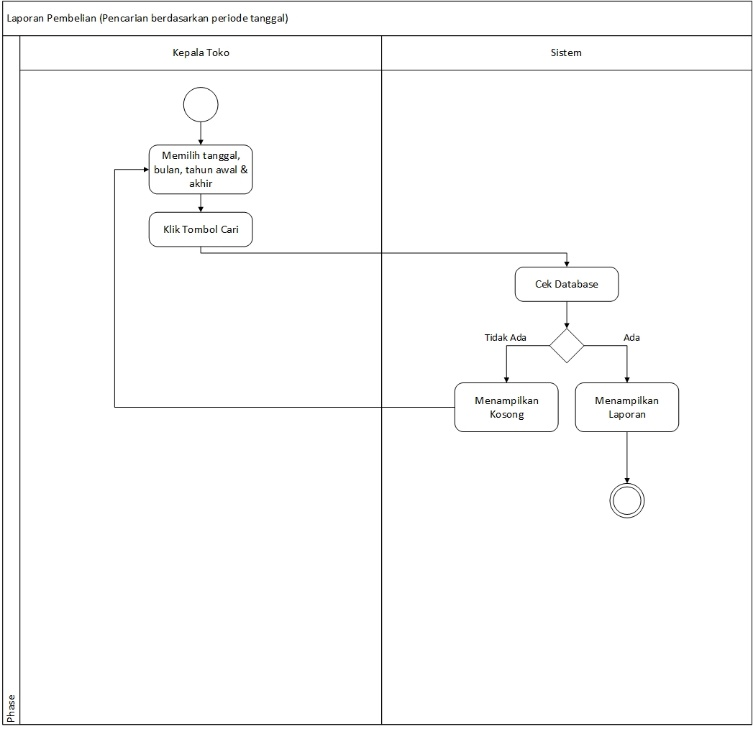 Laporan Pembelian (Pencarian berdasarkan periode tanggal)
Kepala Toko
Sistem
Memilih tanggal,
bulan, tahun awal &
akhir
Klik Tombol Cari
Cek Database
Tidak Ada
Ada
Menampilkan
Kosong
Menampilkan
Laporan
Phase